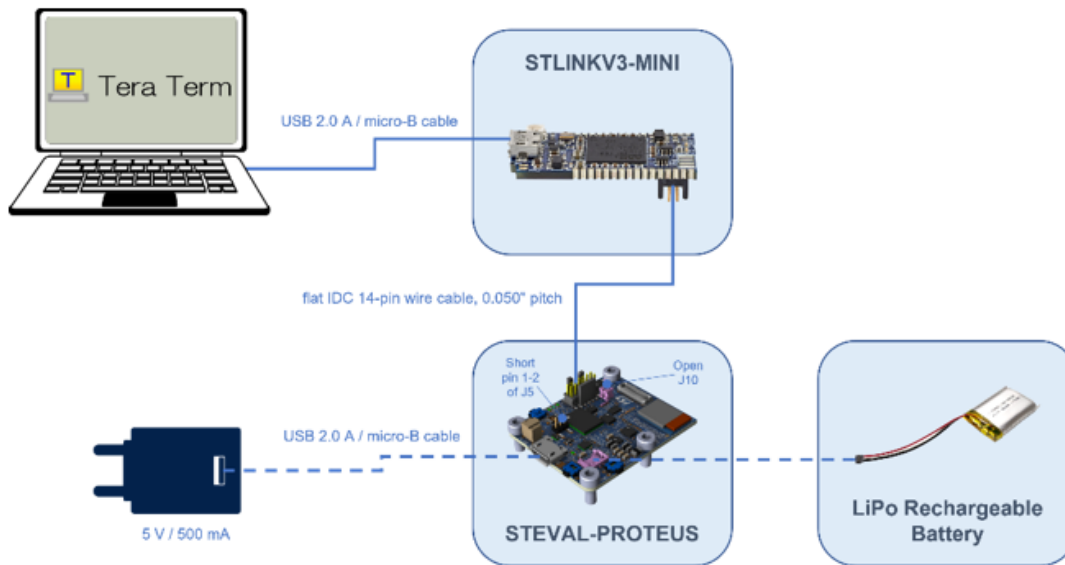 T Tera Term
STLINKV3-MINI
USB 2.0 A / micro-B cable
flat IDC 14-pin wire cable, 0.050" pitch
Short
pin 1-2
of J5
Open
J10
USB 2.0 A / micro-B cable
5 V / 500 mA
STEVAL-PROTEUS
LiPo Rechargeable
Battery